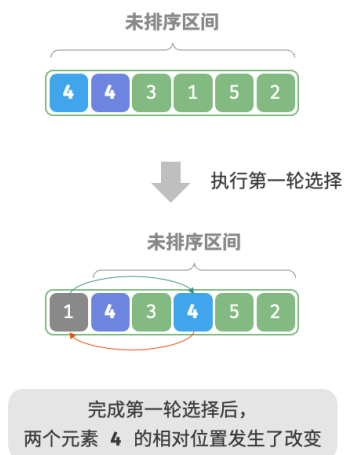 未排序区间
4 4 3 1 5 2
执行第一轮选择
未排序区间
1 4 3 4 5 2
完成第一轮选择后，
两个元素 4 的相对位置发生了改变